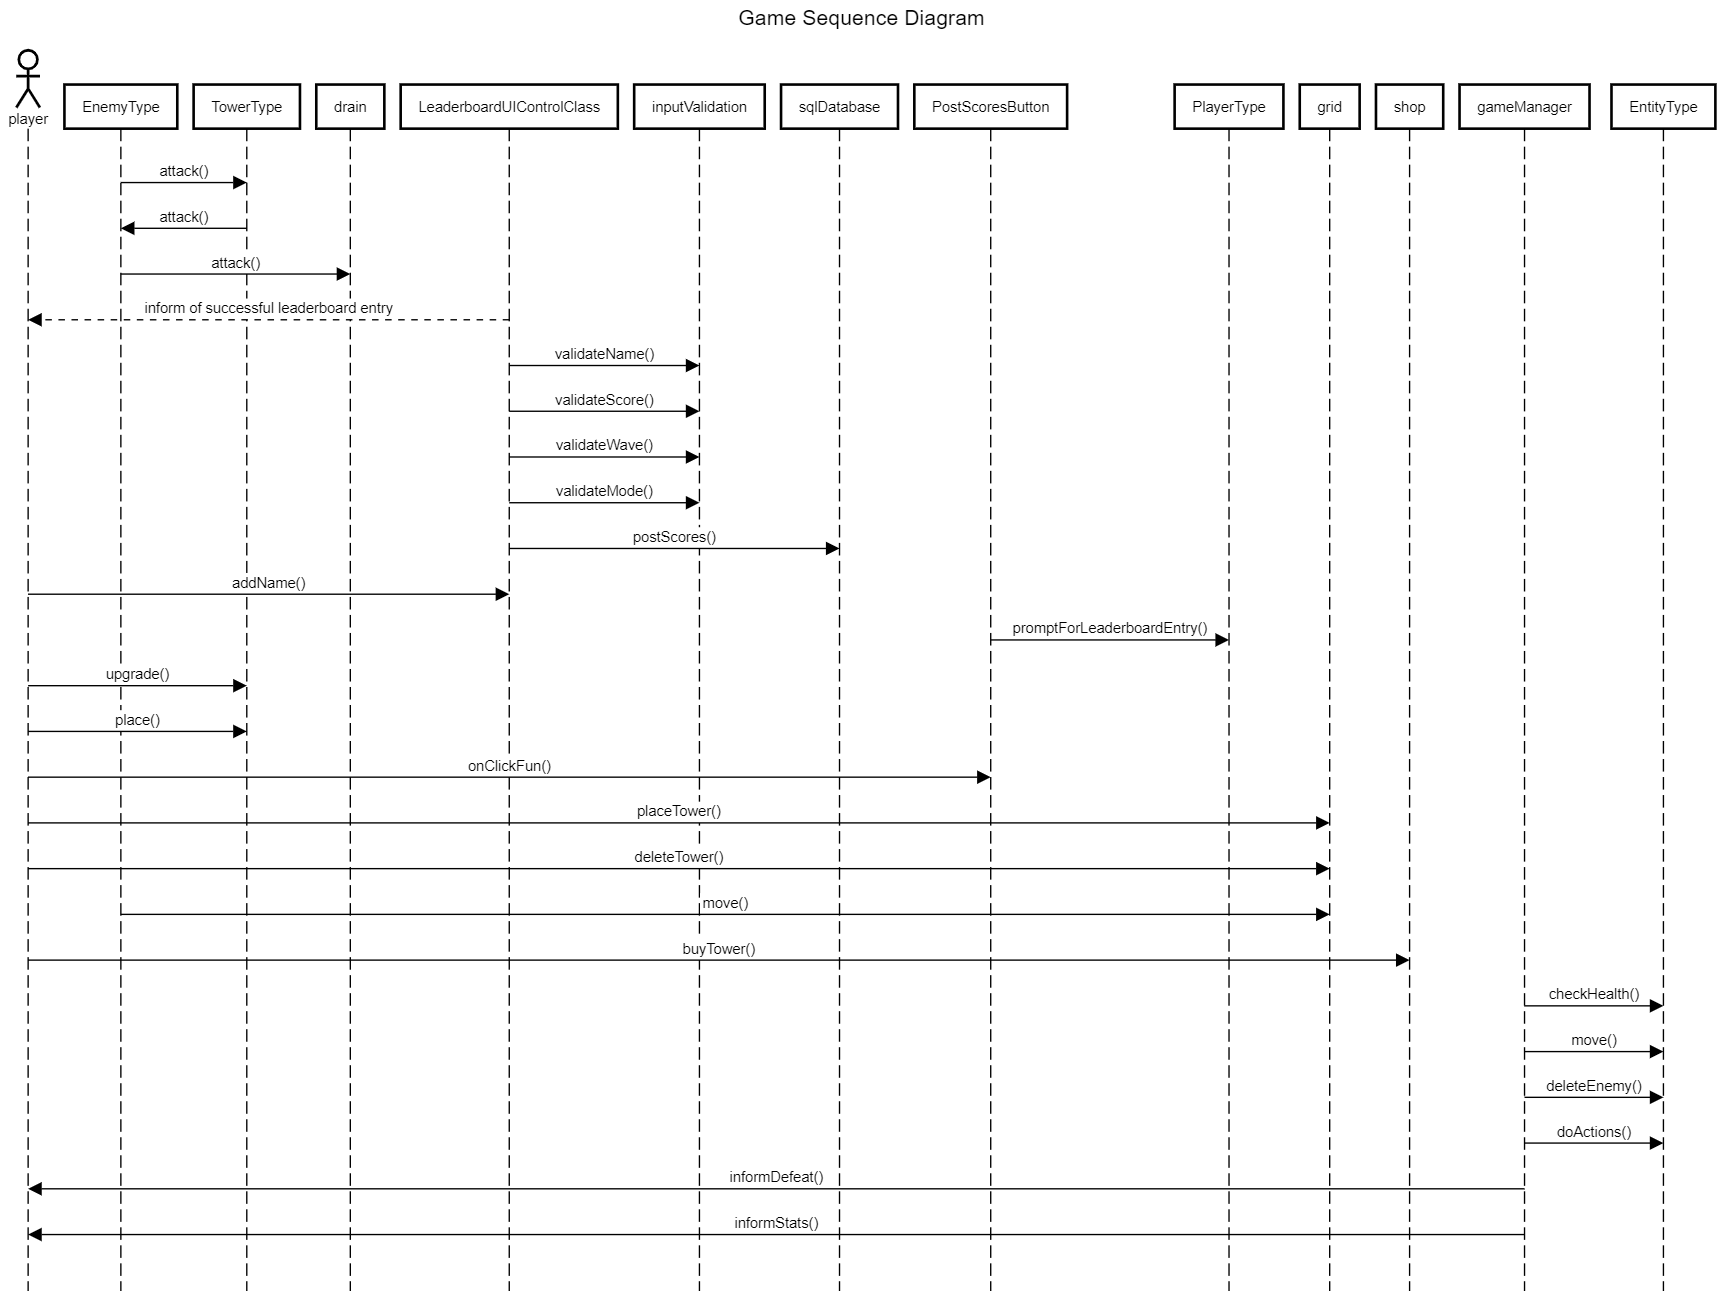 Game Sequence Diagram
player
EnemyType
TowerType
drain
LeaderboardUIControlClass
inputValidation
sqlDatabase
PostScoresButton
PlayerType
grid
shop
gameManager
EntityType
attack()
attack()
attack()
inform of successful leaderboard entry
validateName()
validateScore()
validateWave()
validateMode()
postScores()
addName()
promptForLeaderboardEntry()
upgrade()
place()
onClickFun()
placeTower()
deleteTower()
move()
buyTower()
checkHealth()
move()
deleteEnemy()
doActions()
informDefeat()
informStats()